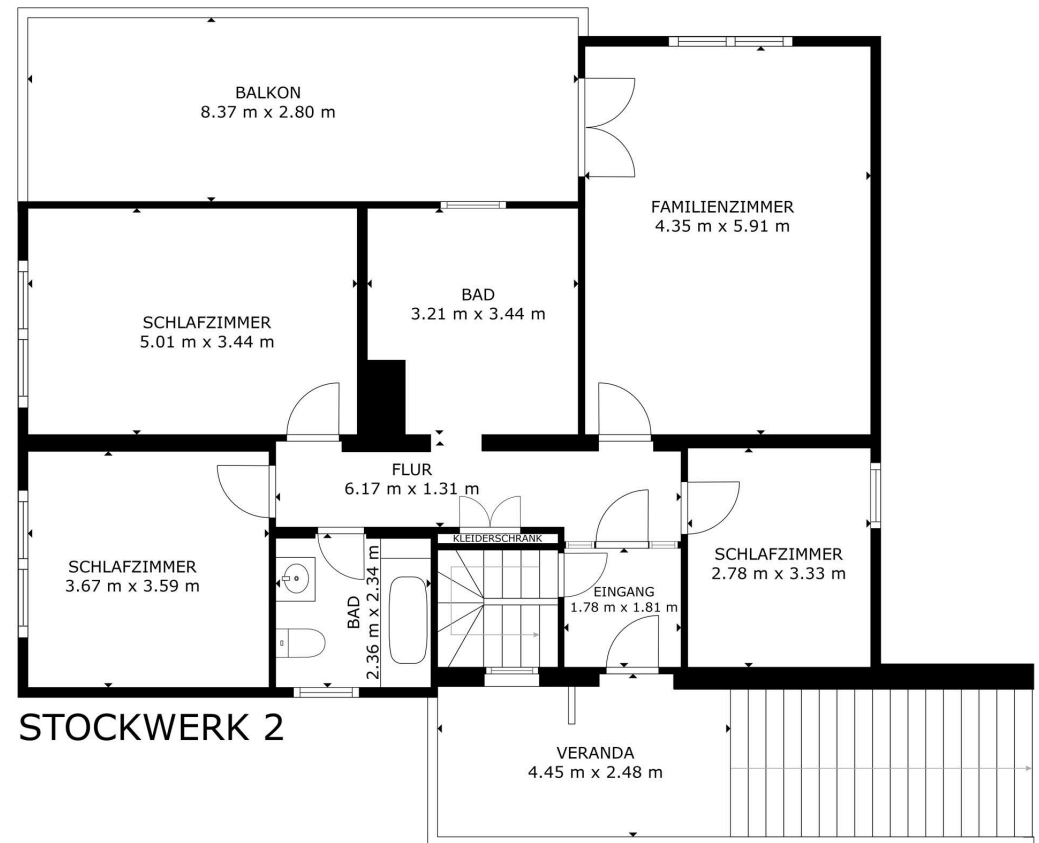 BALKON
8.37 m x 2.80 m
FAMILIENZIMMER
4.35 m x 5.91 m
BAD
3.21 m x 3.44 m
SCHLAFZIMMER
5.01 m x 3.44 m
FLUR
6.17 m x 1.31 m
KLEIDERSCHRANK
SCHLAFZIMMER
3.67 m x 3.59 m
BAD
2.36 m x 2.34 m
EINGANG
1.78 m x 1.81 m
SCHLAFZIMMER
2.78 m x 3.33 m
STOCKWERK 2
VERANDA
4.45 m x 2.48 m